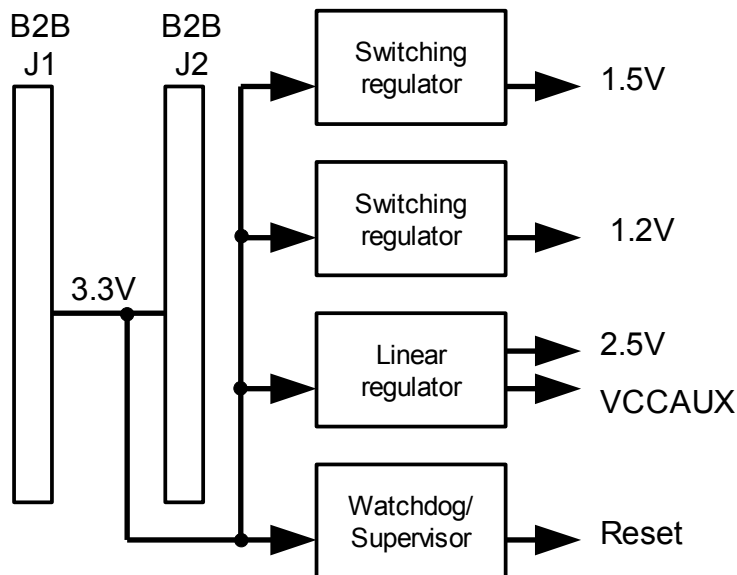 B2B
J1
B2B
J2
Switching
regulator
1.5V
Switching
regulator
1.2V
3.3V
Linear
regulator
2.5V
VCCAUX
Watchdog/
Supervisor
Reset